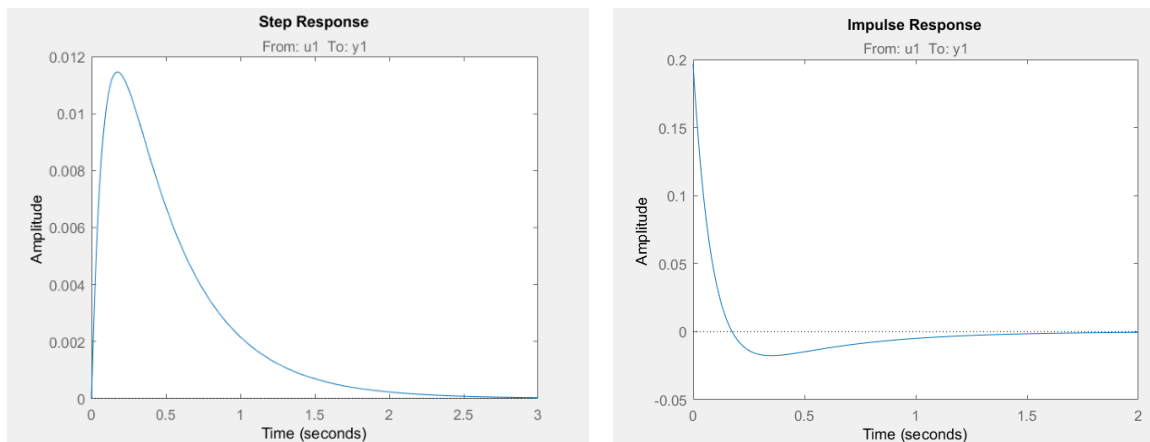 Step Response
From: u1 To: y1
0.012
0.01
0.008
0.006
0.004
0.002
0
Amplitude
0 0.5 1 1.5 2 2.5 3
Time (seconds)
Impulse Response
From: u1 To: y1
0.2
0.15
0.1
0.05
0
-0.05
Amplitude
0 0.5 1 1.5 2
Time (seconds)